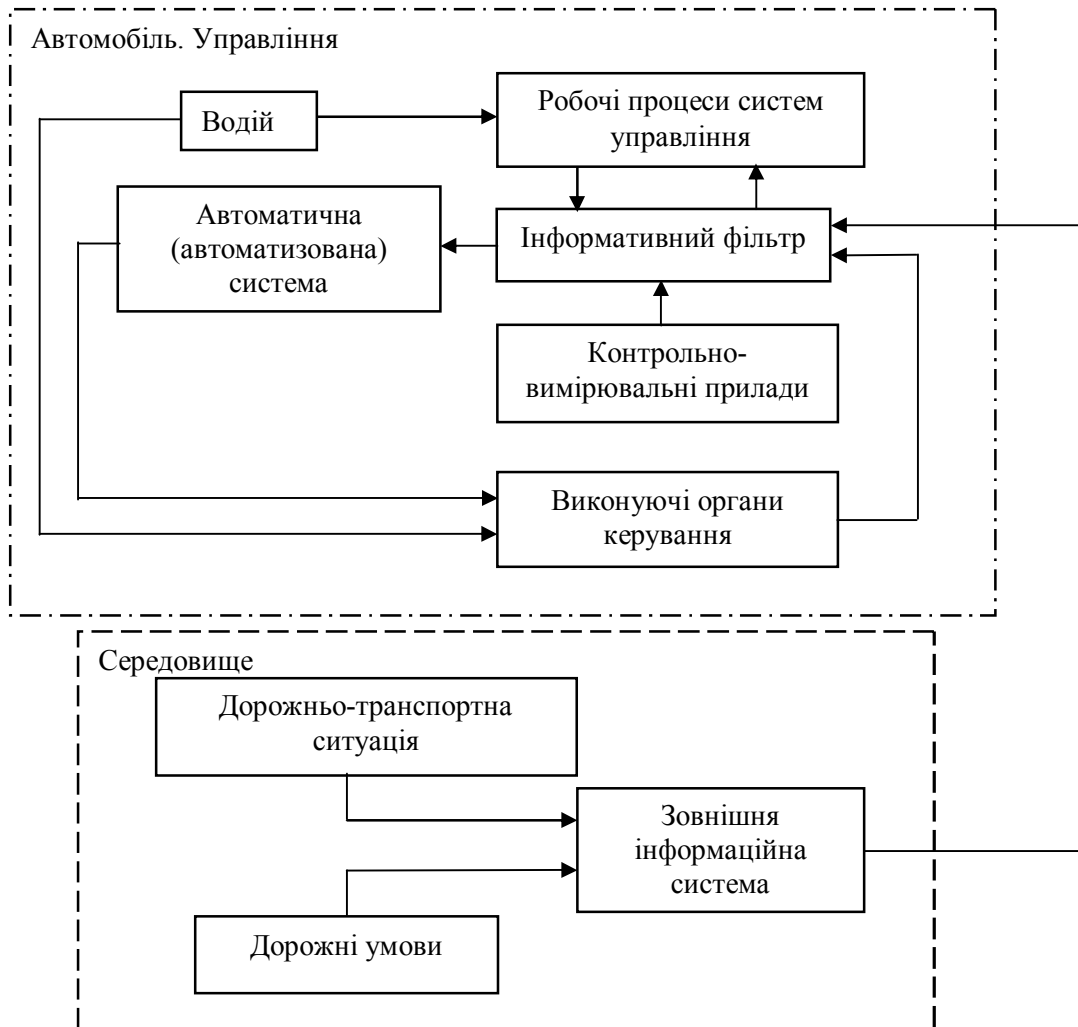 Автомобіль. Управління
Водій
Робочі процеси систем
управління
Автоматична
(автоматизована)
система
Інформативний фільтр
Контрольно-
вимірювальні прилади
Виконуючі органи
керування
Середовище
Дорожньо-транспортна
ситуація
Зовнішня
інформаційна
система
Дорожні умови